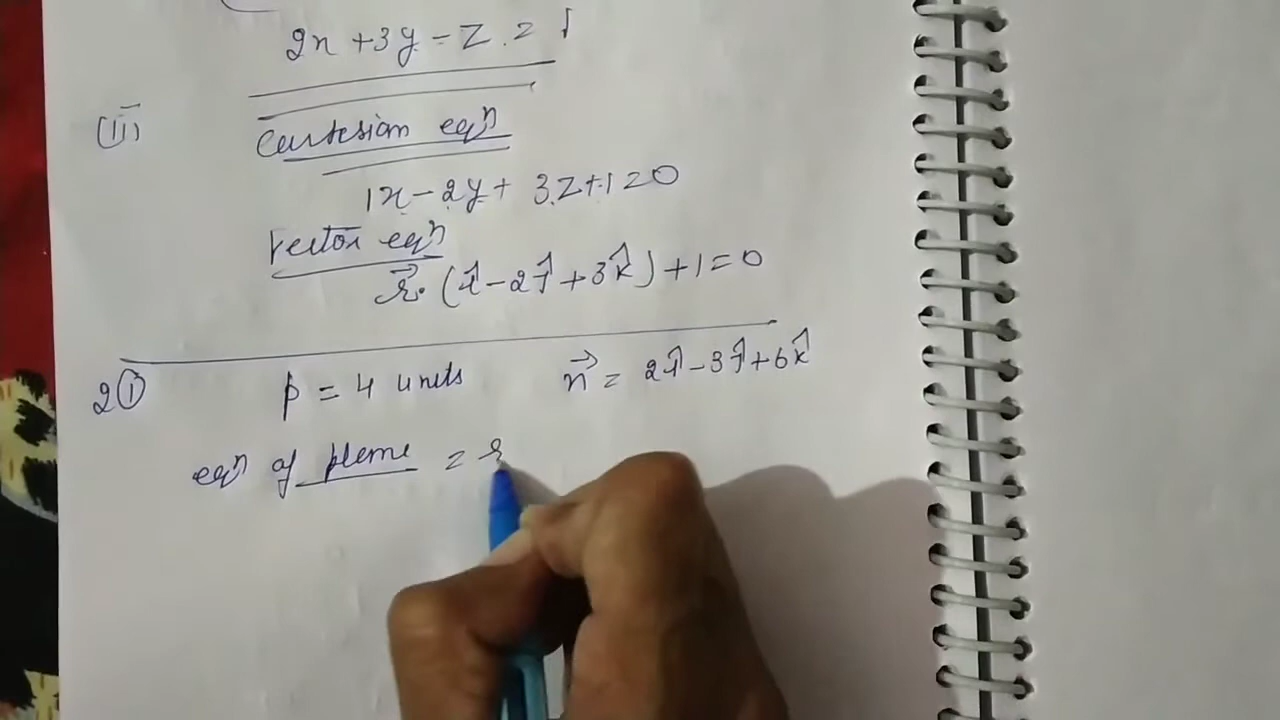 2x + 3y - z = 1
(ii) Cartesian eqn
1x - 2y + 3z + 1 = 0
Vector eqn
r⃗. (î - 2ĵ + 3k̂) + 1 = 0
2(i) p = 4 units n⃗ = 2î - 3ĵ + 6k̂
eqn of plane = r